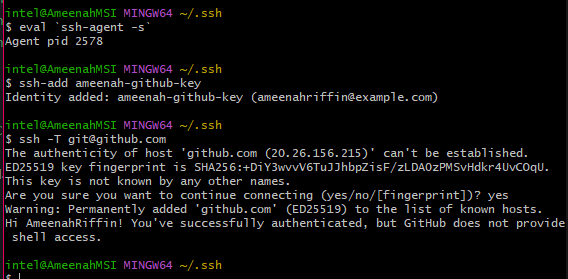 intel@AmeenahMSI MINGW64 ~/.ssh
$ eval `ssh-agent -s`
Agent pid 2578
intel@AmeenahMSI MINGW64 ~/.ssh
$ ssh-add ameenah-github-key
Identity added: ameenah-github-key (ameenahriffin@example.com)
intel@AmeenahMSI MINGW64 ~/.ssh
$ ssh -T git@github.com
The authenticity of host 'github.com (20.26.156.215)' can't be established.
ED25519 key fingerprint is SHA256:+DiY3wvvV6TuJJhbpZisF/zLDA0zPMSvHdkr4UvCOqU.
This key is not known by any other names.
Are you sure you want to continue connecting (yes/no/[fingerprint])? yes
Warning: Permanently added 'github.com' (ED25519) to the list of known hosts.
Hi AmeenahRiffin! You've successfully authenticated, but GitHub does not provide
shell access.
intel@AmeenahMSI MINGW64 ~/.ssh
$